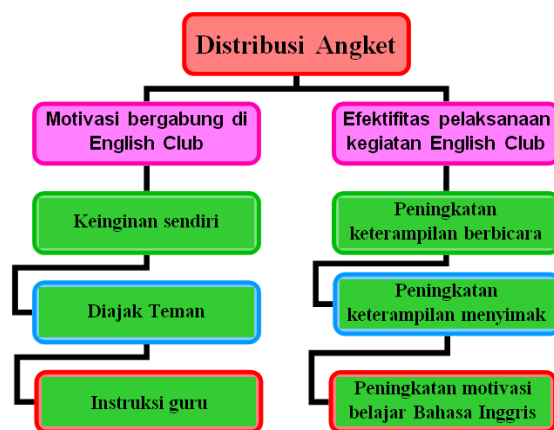 Distribusi Angket
Motivasi bergabung di
English Club
Keinginan sendiri
Diajak Teman
Instruksi guru
Efektifitas pelaksanaan
kegiatan English Club
Peningkatan
keterampilan berbicara
Peningkatan
keterampilan menyimak
Peningkatan motivasi
belajar Bahasa Inggris